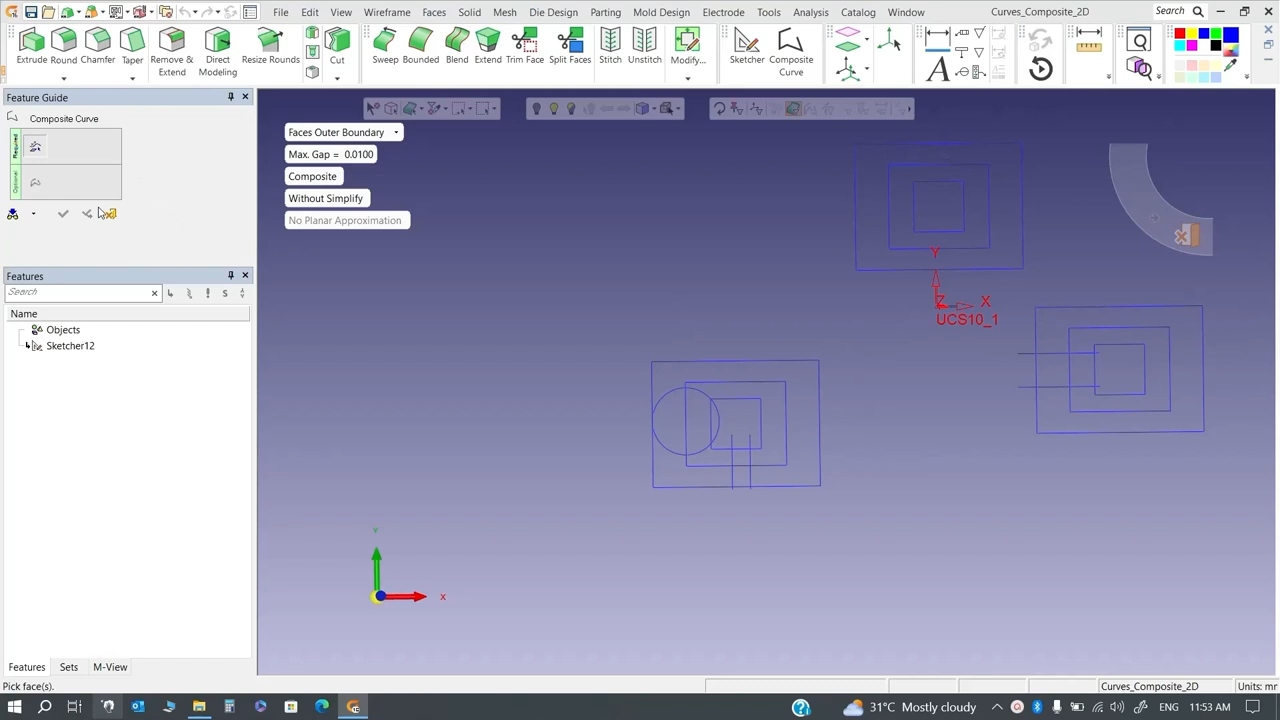 File Edit View Wireframe Faces Solid Mesh Die Design Parting Mold Design Electrode Tools Analysis Catalog Window Curves_Composite_2D Search
Extrude Round Chamfer Taper Remove & Extend Direct Modeling Resize Rounds Cut Sweep Bounded Blend Extend Trim Face Split Faces Stitch Unstitch Modify... Sketcher Composite Curve
Feature Guide
Composite Curve
Required
Optional
Faces Outer Boundary
Max. Gap = 0.0100
Composite
Without Simplify
No Planar Approximation
Y
Z X
UCS10_1
Features
Search
Name
Objects
Sketcher12
Y
X
Features Sets M-View
Pick face(s).
Curves_Composite_2D Units: mr
31°C Mostly cloudy ENG 11:53 AM